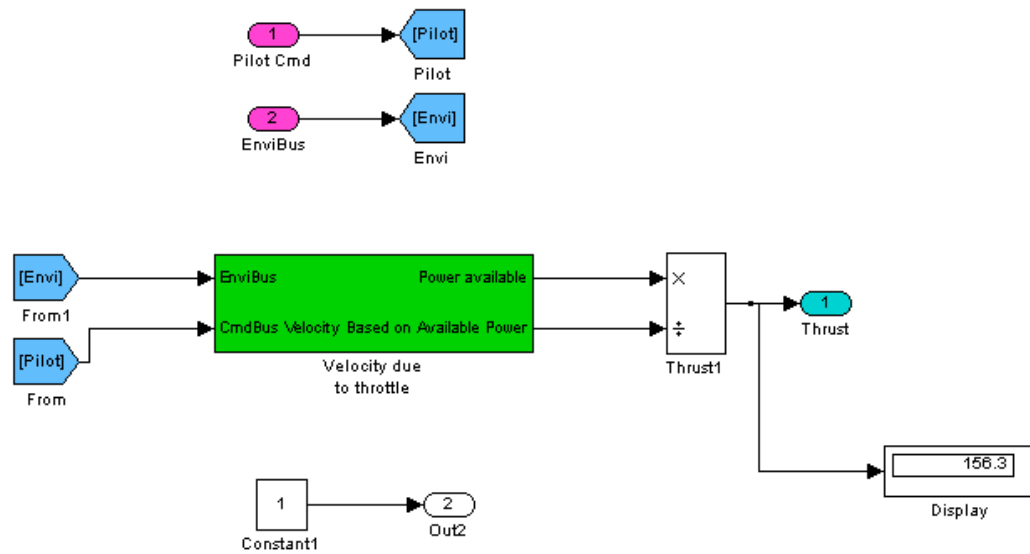 1
[Pilot]
Pilot Cmd
Pilot
2
[Envi]
EnviBus
Envi
[Envi]
From1
[Pilot]
From
EnviBus
Power available
CmdBus Velocity Based on Available Power
Velocity due
to throttle
×
÷
Thrust1
1
Thrust
156.3
Display
1
Constant1
2
Out2